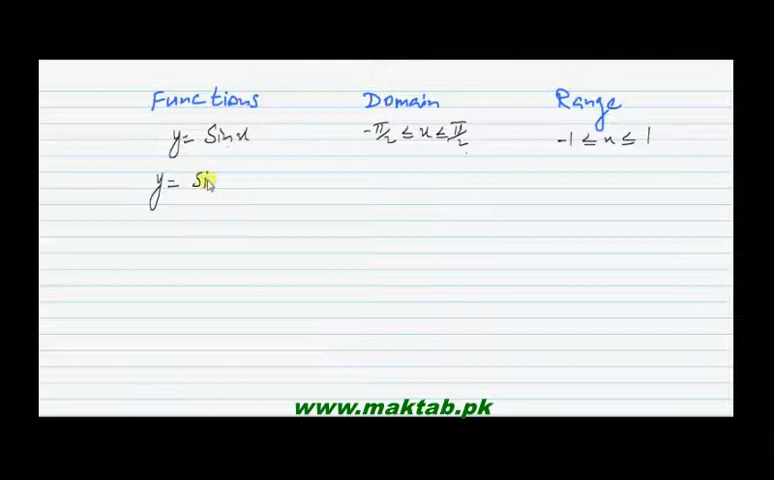 Functions Domain Range
y = Sin x -π/2 ≤ x ≤ π/2 -1 ≤ x ≤ 1
y = Si
www.maktab.pk